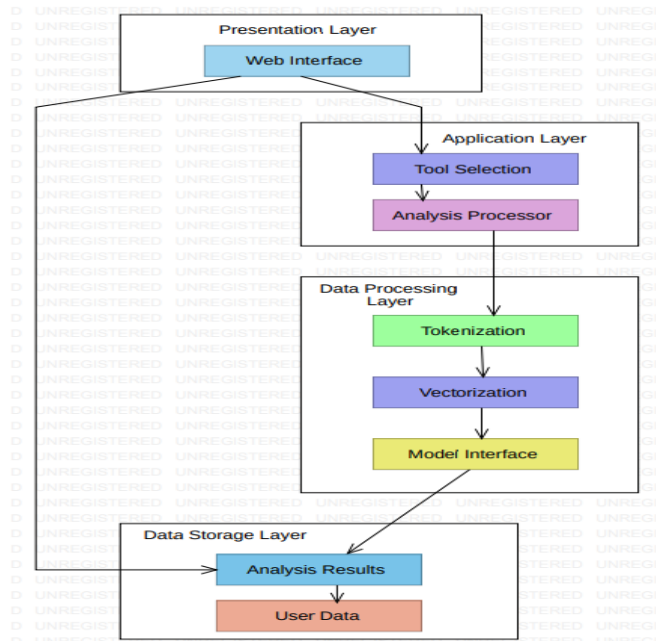 Presentation Layer
Web Interface
Application Layer
Tool Selection
Analysis Processor
Data Processing
Layer
Tokenization
Vectorization
Model Interface
Data Storage Layer
Analysis Results
User Data
UNREGISTERED